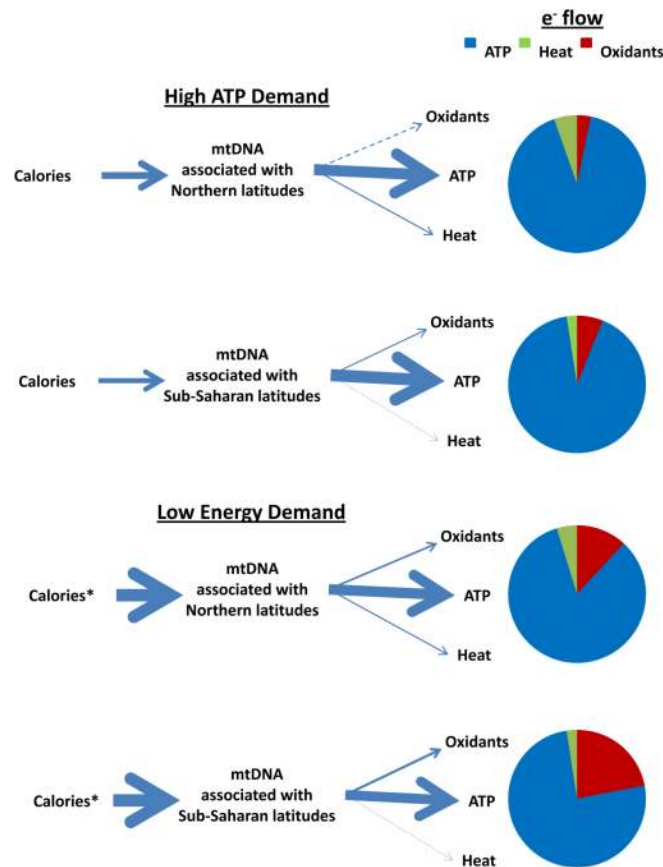 e- flow
ATP Heat Oxidants
High ATP Demand
Oxidants
Calories
mtDNA
associated with
Northern latitudes
ATP
Heat
Oxidants
Calories
mtDNA
associated with
Sub-Saharan latitudes
ATP
Heat
Low Energy Demand
Oxidants
Calories*
mtDNA
associated with
Northern latitudes
ATP
Heat
Oxidants
Calories*
mtDNA
associated with
Sub-Saharan latitudes
ATP
Heat